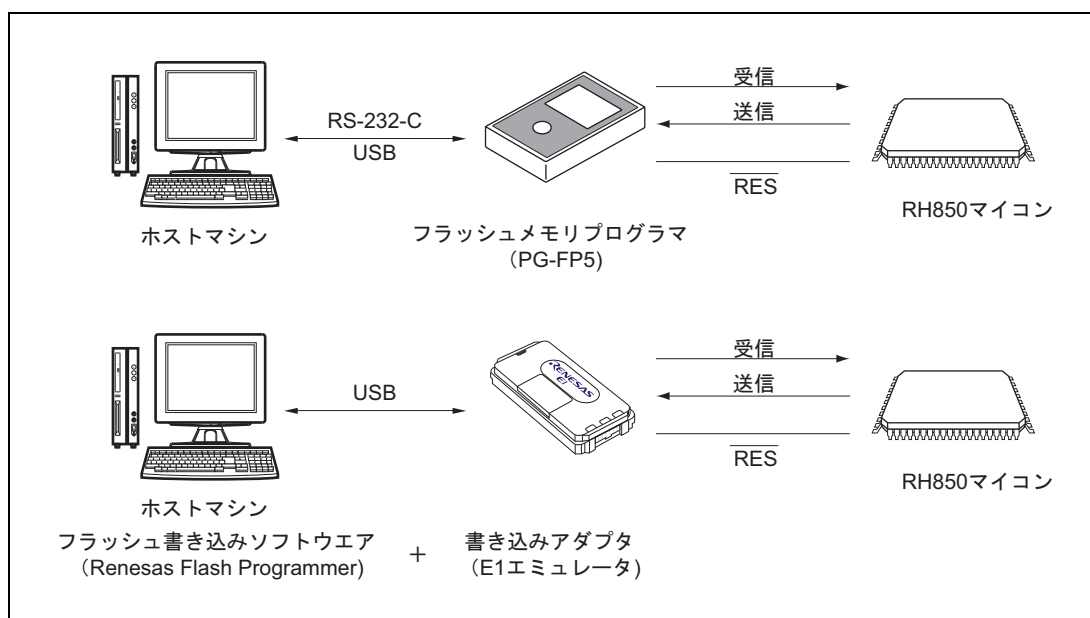 RS-232-C
USB
受信
送信
RES
ホストマシン
フラッシュメモリプログラマ
（PG-FP5)
RH850マイコン
USB
RENESAS
E1
受信
送信
RES
RH850マイコン
ホストマシン
フラッシュ書き込みソフトウエア
（Renesas Flash Programmer)
+
書き込みアダプタ
（E1エミュレータ)